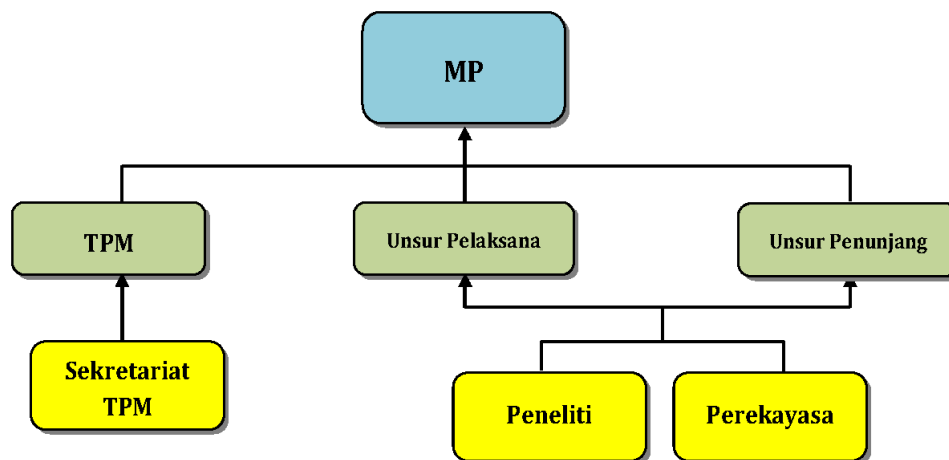 MP
TPM
Unsur Pelaksana
Unsur Penunjang
Sekretariat
TPM
Peneliti
Perekayasa